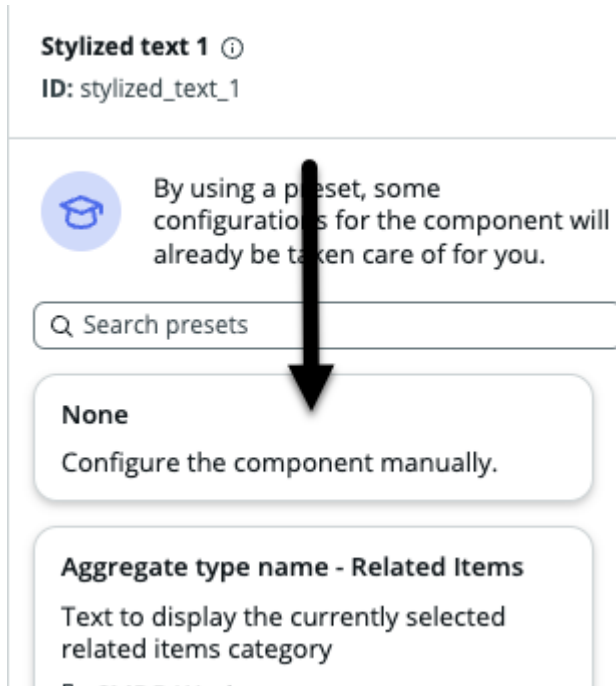 Stylized text 1
ID: stylized_text_1
By using a preset, some
configurations for the component will
already be taken care of for you.
Search presets
None
Configure the component manually.
Aggregate type name - Related Items
Text to display the currently selected
related items category